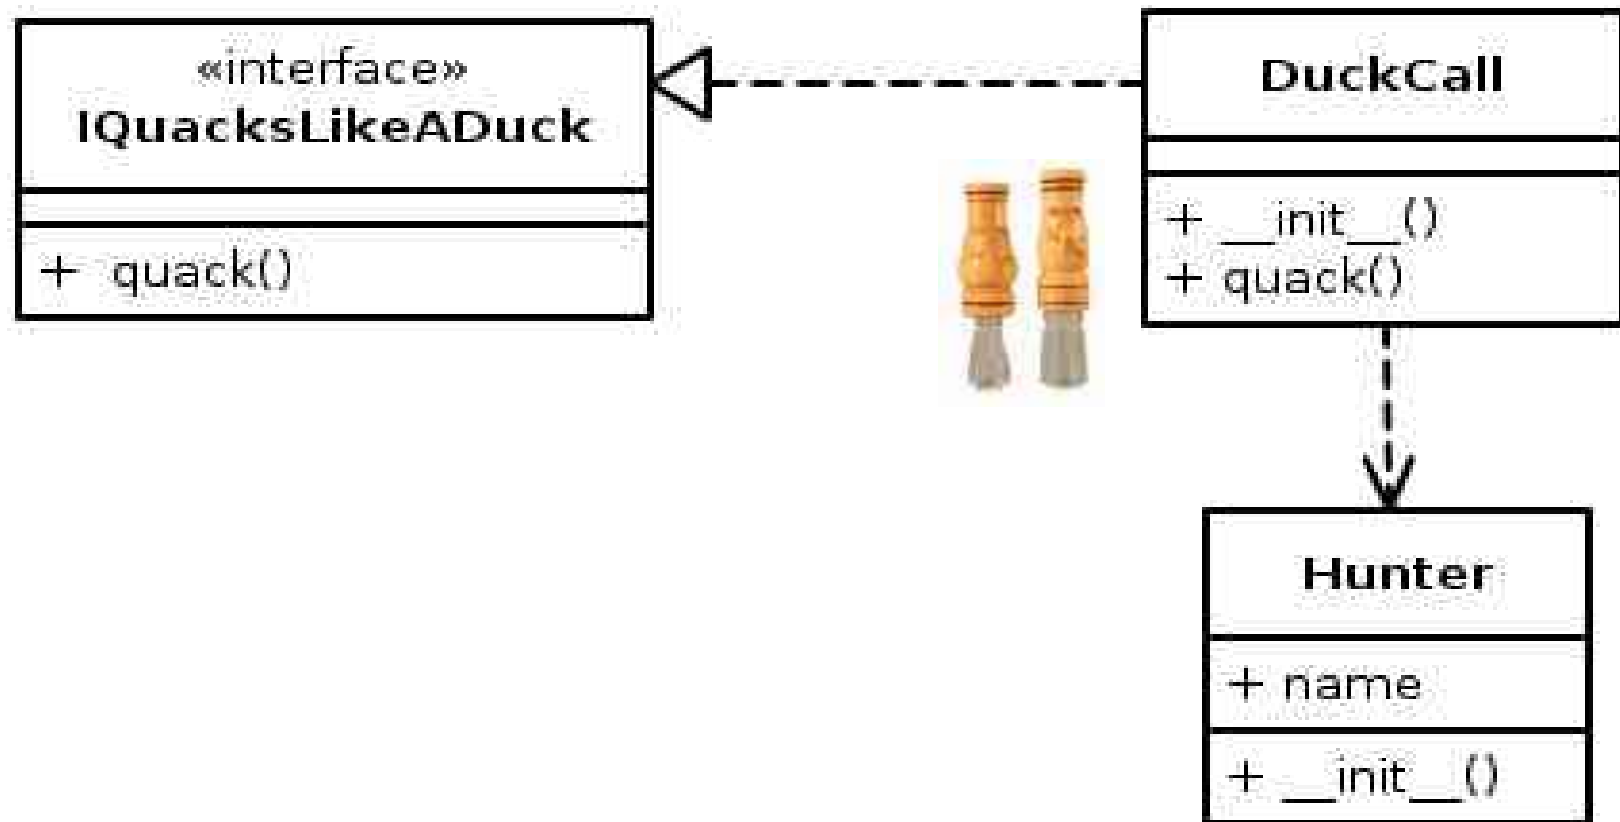 «interface»
IQuacksLikeADuck
+ quack()
DuckCall
+ __init__()
+ quack()
Hunter
+ name
+ __init__()